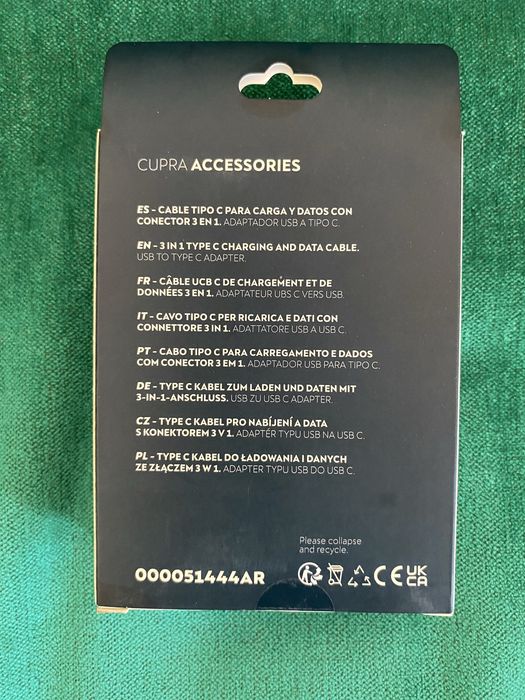 CUPRA ACCESSORIES
ES - CABLE TIPO C PARA CARGA Y DATOS CON
CONECTOR 3 EN 1. ADAPTADOR USB A TIPO C.
EN - 3 IN 1 TYPE C CHARGING AND DATA CABLE.
USB TO TYPE C ADAPTER.
FR - CÂBLE UCB C DE CHARGEMENT ET DE
DONNÉES 3 EN 1. ADAPTATEUR UBS C VERS USB.
IT - CAVO TIPO C PER RICARICA E DATI CON
CONNETTORE 3 IN 1. ADATTATORE USB A USB C.
PT - CABO TIPO C PARA CARREGAMENTO E DADOS
COM CONECTOR 3 EM 1. ADAPTADOR USB PARA TIPO C.
DE - TYPE C KABEL ZUM LADEN UND DATEN MIT
3-IN-1-ANSCHLUSS. USB ZU USB C ADAPTER.
CZ - TYPE C KABEL PRO NABÍJENÍ A DATA
S KONEKTOREM 3 V 1. ADAPTÉR TYPU USB NA USB C.
PL - TYPE C KABEL DO ŁADOWANIA I DANYCH
ZE ZŁĄCZEM 3 W 1. ADAPTER TYPU USB DO USB C.
Please collapse
and recycle.
000051444AR
CE UK
CA